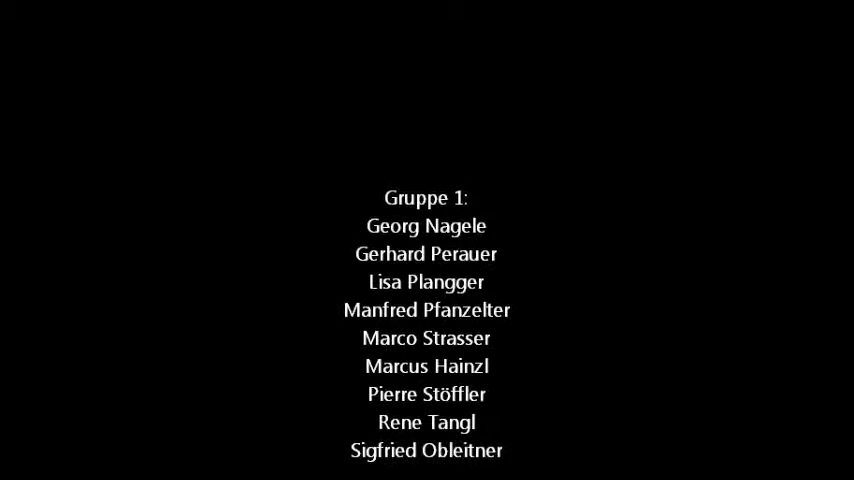 Gruppe 1:
Georg Nagele
Gerhard Perauer
Lisa Plangger
Manfred Pfanzelter
Marco Strasser
Marcus Hainzl
Pierre Stöffler
Rene Tangl
Sigfried Obleitner